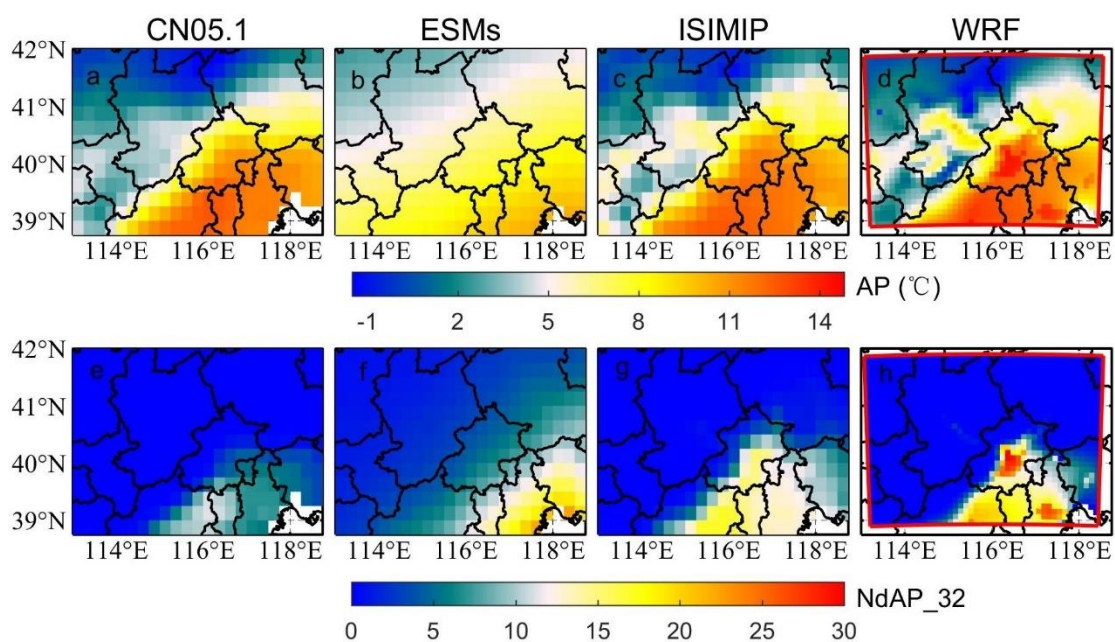 CN05.1 ESMs ISIMIP WRF
42°N a b c d
41°N
40°N
39°N
114°E 116°E 118°E 114°E 116°E 118°E 114°E 116°E 118°E 114°E 116°E 118°E
AP (℃)
-1 2 5 8 11 14
42°N e f g h
41°N
40°N
39°N
114°E 116°E 118°E 114°E 116°E 118°E 114°E 116°E 118°E 114°E 116°E 118°E
NdAP_32
0 5 10 15 20 25 30